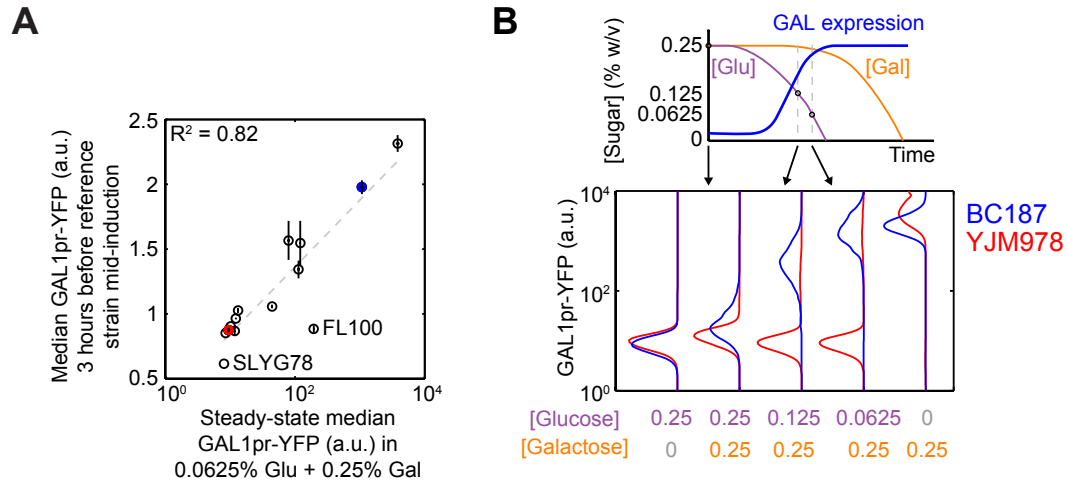 A
Median GAL1pr-YFP (a.u.)
3 hours before reference
strain mid-induction
2.5
2
1.5
1
0.5
R² = 0.82
FL100
SLYG78
10⁰
10²
10⁴
Steady-state median
GAL1pr-YFP (a.u.) in
0.0625% Glu + 0.25% Gal
B
GAL expression
[Sugar] (% w/v)
0.25
0.125
0.0625
0
[Glu]
[Gal]
Time
GAL1pr-YFP (a.u.)
10⁴
10²
10⁰
BC187
YJM978
[Glucose] 0.25 0.25 0.125 0.0625 0
[Galactose] 0 0.25 0.25 0.25 0.25